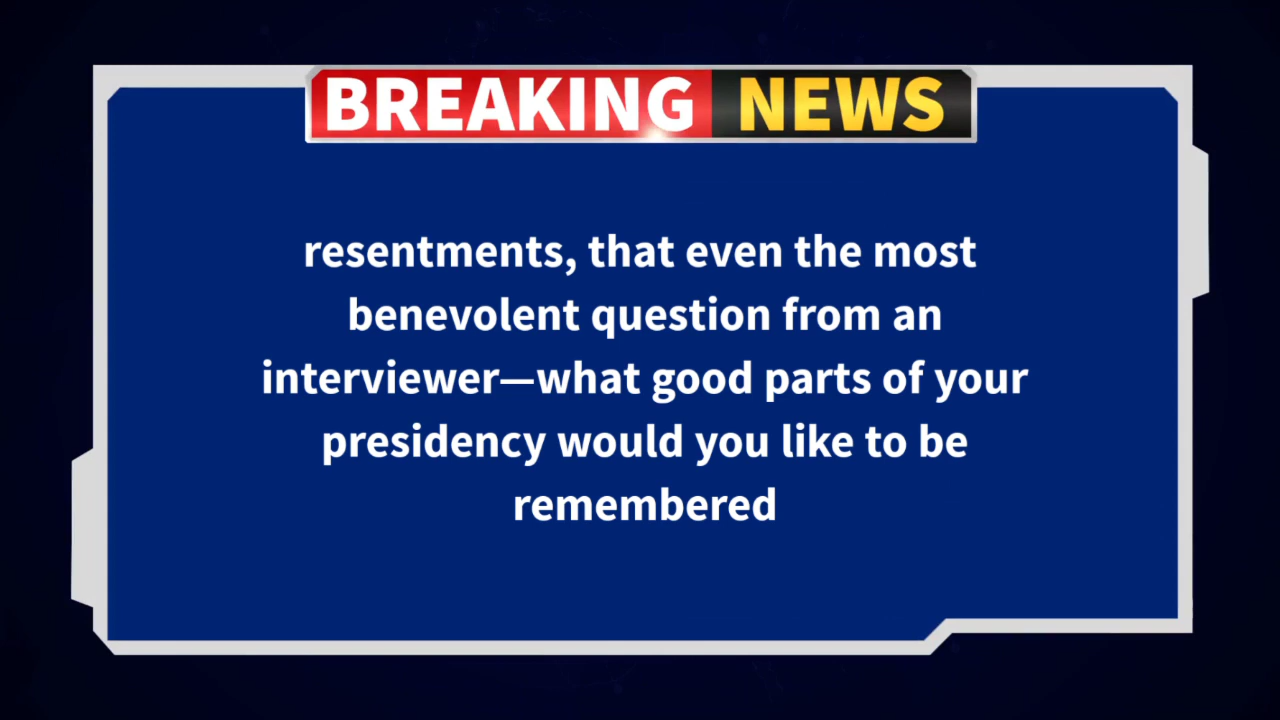 BREAKING NEWS
resentments, that even the most
benevolent question from an
interviewer—what good parts of your
presidency would you like to be
remembered